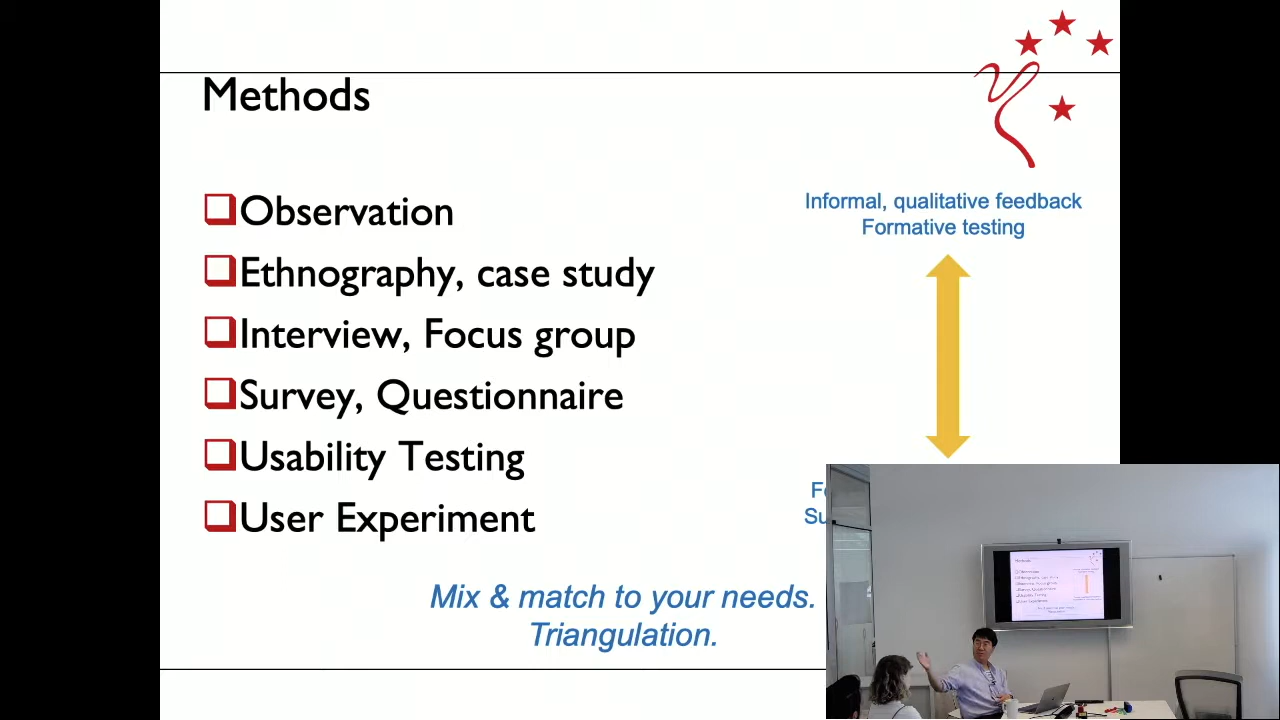 Methods
Observation
Ethnography, case study
Interview, Focus group
Survey, Questionnaire
Usability Testing
User Experiment
Informal, qualitative feedback
Formative testing
Mix & match to your needs.
Triangulation.